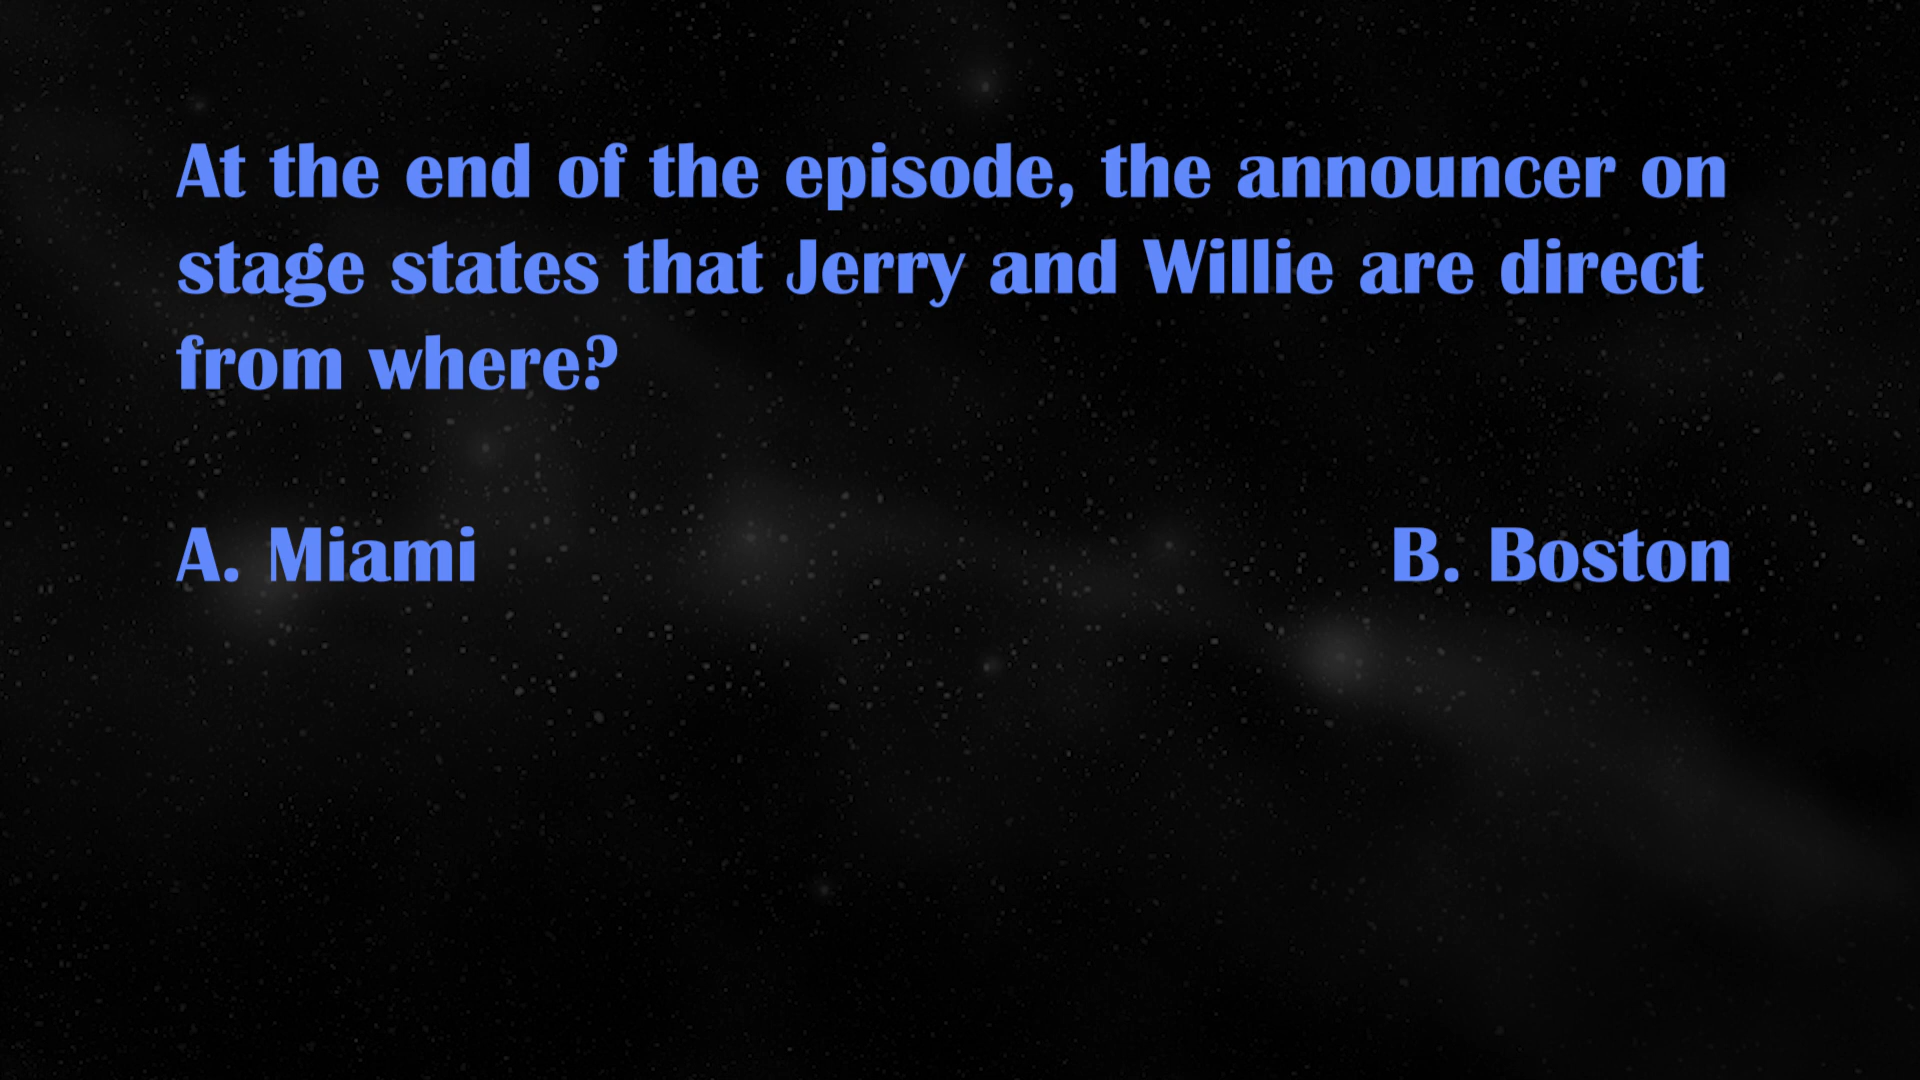 At the end of the episode, the announcer on
stage states that Jerry and Willie are direct
from where?
A. Miami B. Boston